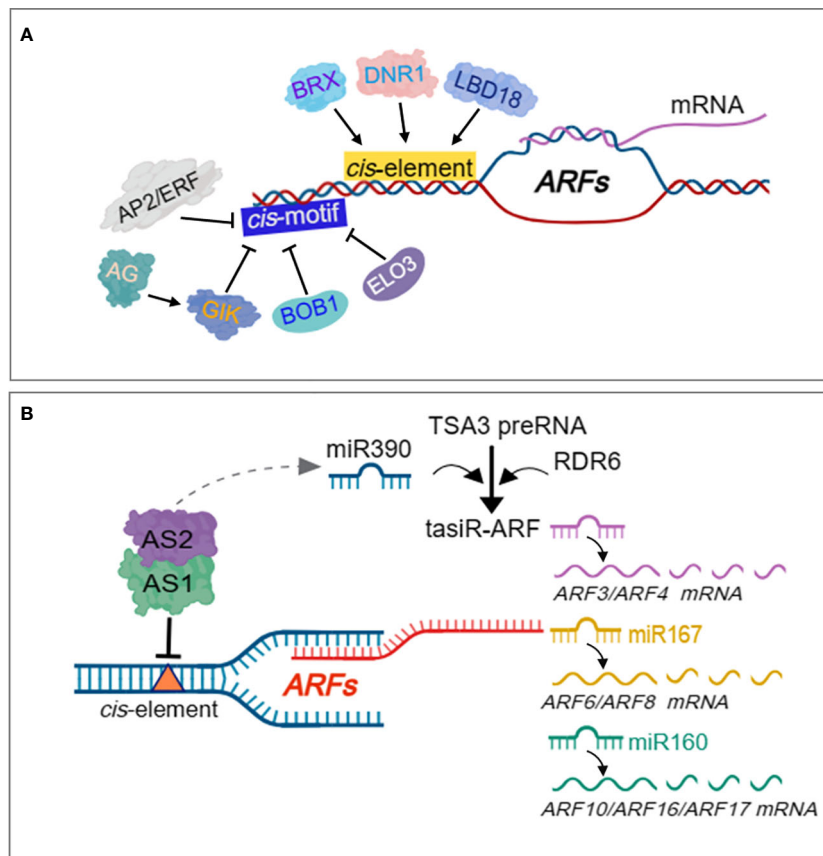 A
BRX
DNR1
LBD18
mRNA
cis-element
ARFs
AP2/ERF
cis-motif
AG
GIK
BOB1
ELO3
B
TSA3 preRNA
miR390
RDR6
tasiR-ARF
AS2
AS1
ARF3/ARF4 mRNA
miR167
ARFs
cis-element
ARF6/ARF8 mRNA
miR160
ARF10/ARF16/ARF17 mRNA